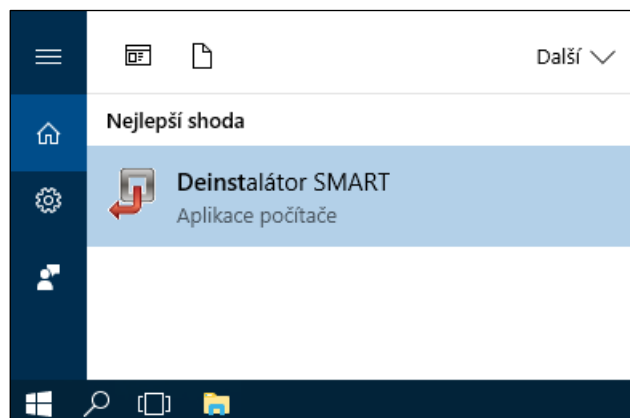 Další
Nejlepší shoda
Deinstalátor SMART
Aplikace počítače